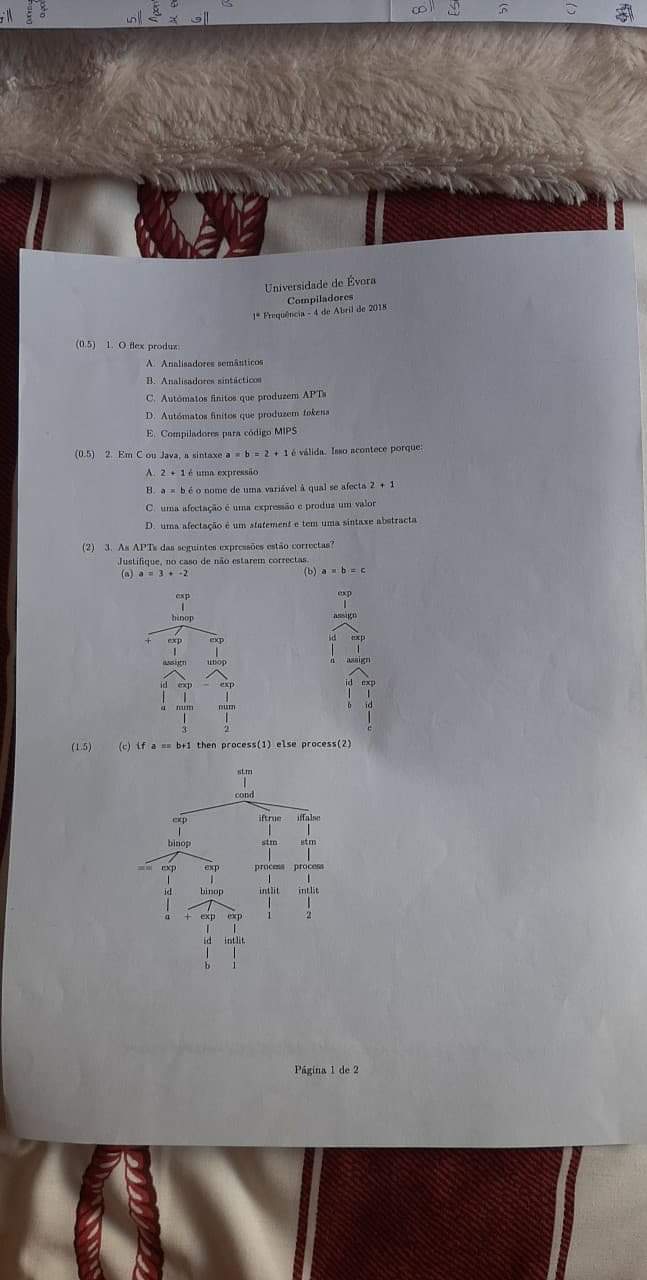 5
6
8
b)
c)
Universidade de Évora
Compiladores
1ª Frequência - 4 de Abril de 2018
(0.5) 1. O flex produz:
A. Analisadores semânticos
B. Analisadores sintácticos
C. Autómatos finitos que produzem APTs
D. Autómatos finitos que produzem tokens
E. Compiladores para código MIPS
(0.5) 2. Em C ou Java, a sintaxe a = b = 2 + 1 é válida. Isso acontece porque:
A. 2 + 1 é uma expressão
B. a = b é o nome de uma variável à qual se afecta 2 + 1
C. uma afectação é uma expressão e produz um valor
D. uma afectação é um statement e tem uma sintaxe abstracta
(2) 3. As APTs das seguintes expressões estão correctas?
Justifique, no caso de não estarem correctas.
(a) a = 3 + -2 (b) a = b = c
exp
binop
+ exp exp
assign unop
id exp - exp
a num num
3 2
exp
assign
id exp
a assign
id exp
b id
c
(1.5) (c) if a == b+1 then process(1) else process(2)
stm
cond
exp iftrue iffalse
binop stm stm
== exp exp process process
id binop intlit intlit
a + exp exp 1 2
id intlit
b 1
Página 1 de 2